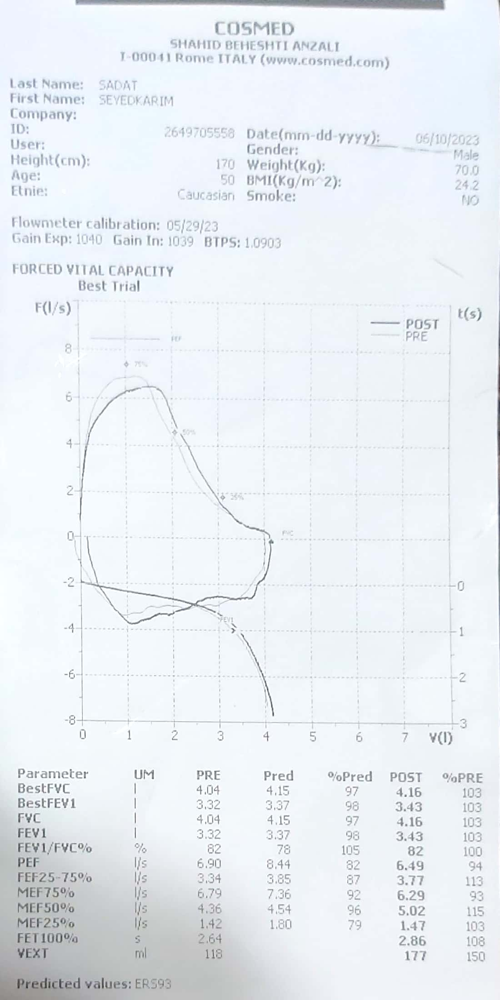 COSMED
SHAHID BEHESHTI ANZALI
I-00041 Rome ITALY (www.cosmed.com)
Last Name: SADAT
First Name: SEYEDKARIM
Company:
ID: 2649705558 Date(mm-dd-yyyy): 06/10/2023
User: Gender: Male
Height(cm): 170 Weight(Kg): 70.0
Age: 50 BMI(Kg/m^2): 24.2
Etnie: Caucasian Smoke: NO
Flowmeter calibration: 05/29/23
Gain Exp: 1040 Gain In: 1039 BTPS: 1.0903
FORCED VITAL CAPACITY
Best Trial
F(l/s) t(s)
POST
PRE
PEF
8
75%
6
50%
4
2
25%
0
FVC
-2 0
FEV1
-4 1
-6 2
-8 3
0 1 2 3 4 5 6 7 V(l)
Parameter UM PRE Pred %Pred POST %PRE
BestFVC l 4.04 4.15 97 4.16 103
BestFEV1 l 3.32 3.37 98 3.43 103
FVC l 4.04 4.15 97 4.16 103
FEV1 l 3.32 3.37 98 3.43 103
FEV1/FVC% % 82 78 105 82 100
PEF l/s 6.90 8.44 82 6.49 94
FEF25-75% l/s 3.34 3.85 87 3.77 113
MEF75% l/s 6.79 7.36 92 6.29 93
MEF50% l/s 4.36 4.54 96 5.02 115
MEF25% l/s 1.42 1.80 79 1.47 103
FET100% s 2.64 2.86 108
VEXT ml 118 177 150
Predicted values: ERS93